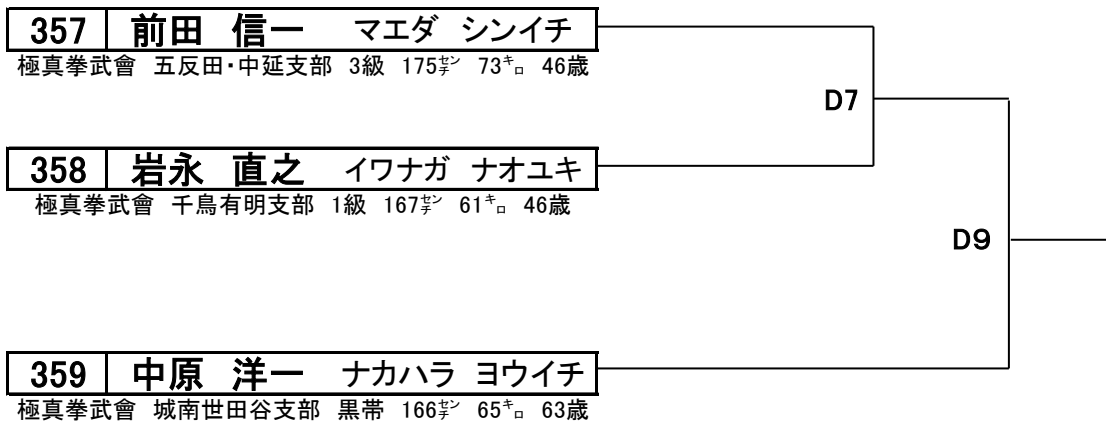 357 前田 信一 マエダ シンイチ
極真拳武會 五反田・中延支部 3級 175㌢ 73㌔ 46歳
D7
358 岩永 直之 イワナガ ナオユキ
極真拳武會 千鳥有明支部 1級 167㌢ 61㌔ 46歳
D9
359 中原 洋一 ナカハラ ヨウイチ
極真拳武會 城南世田谷支部 黒帯 166㌢ 65㌔ 63歳